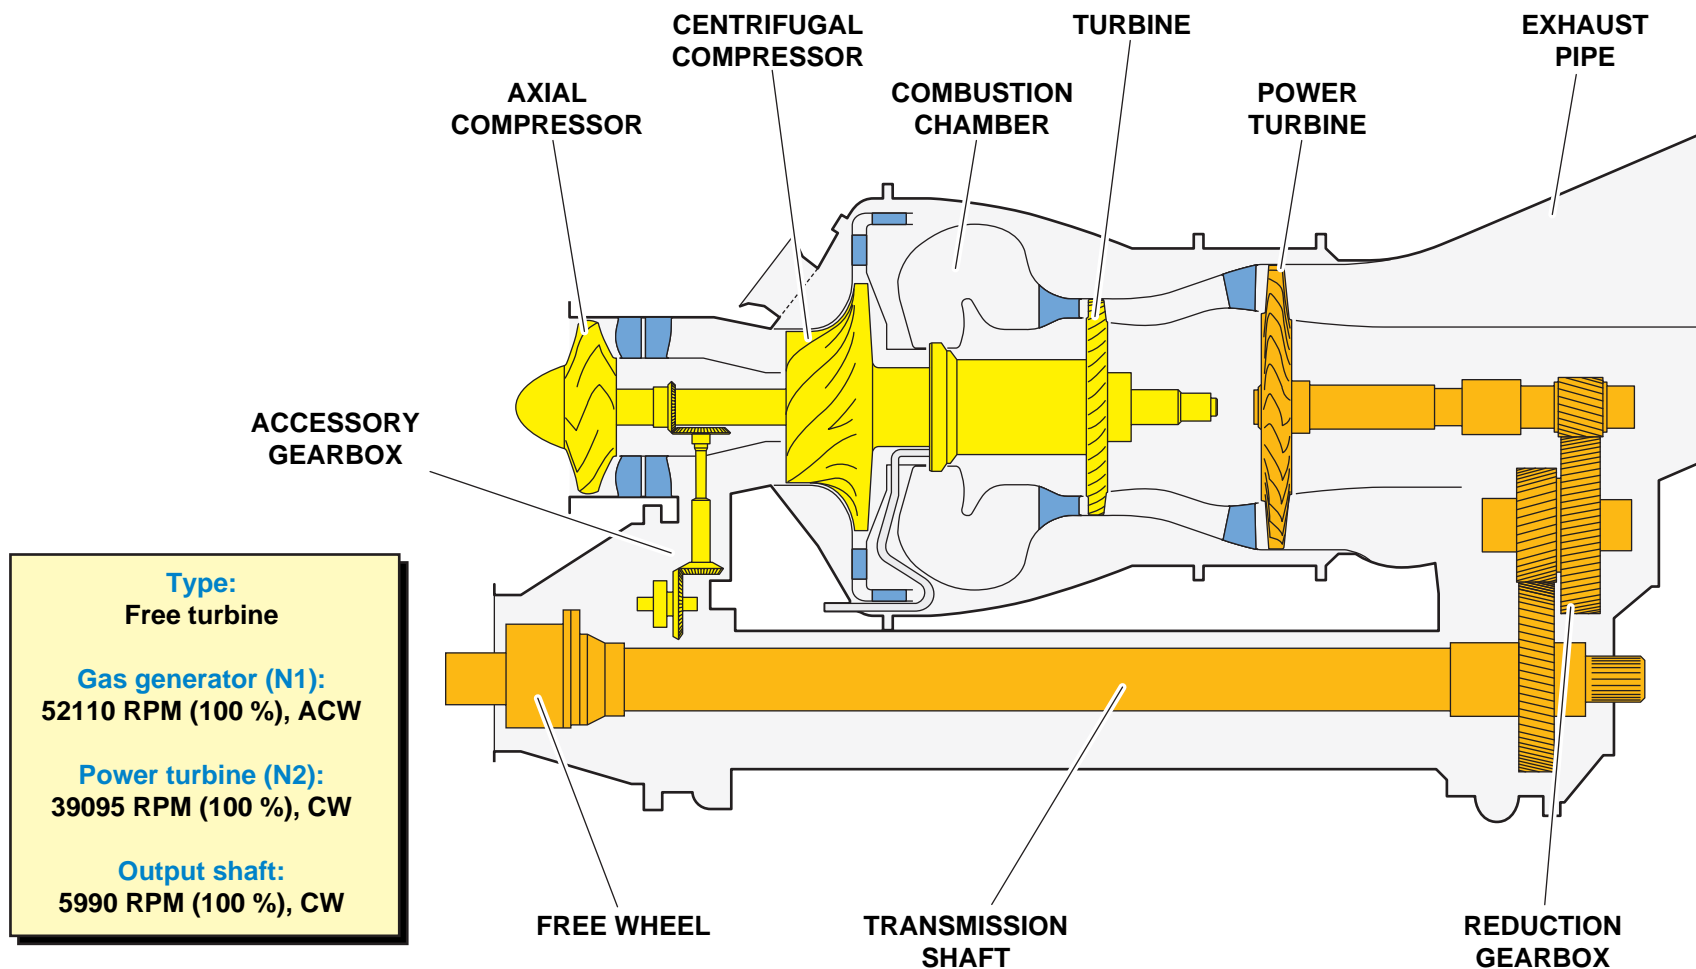 CENTRIFUGAL
COMPRESSOR
TURBINE
EXHAUST
PIPE
AXIAL
COMPRESSOR
COMBUSTION
CHAMBER
POWER
TURBINE
ACCESSORY
GEARBOX
Type:
Free turbine
Gas generator (N1):
52110 RPM (100 %), ACW
Power turbine (N2):
39095 RPM (100 %), CW
Output shaft:
5990 RPM (100 %), CW
FREE WHEEL
TRANSMISSION
SHAFT
REDUCTION
GEARBOX